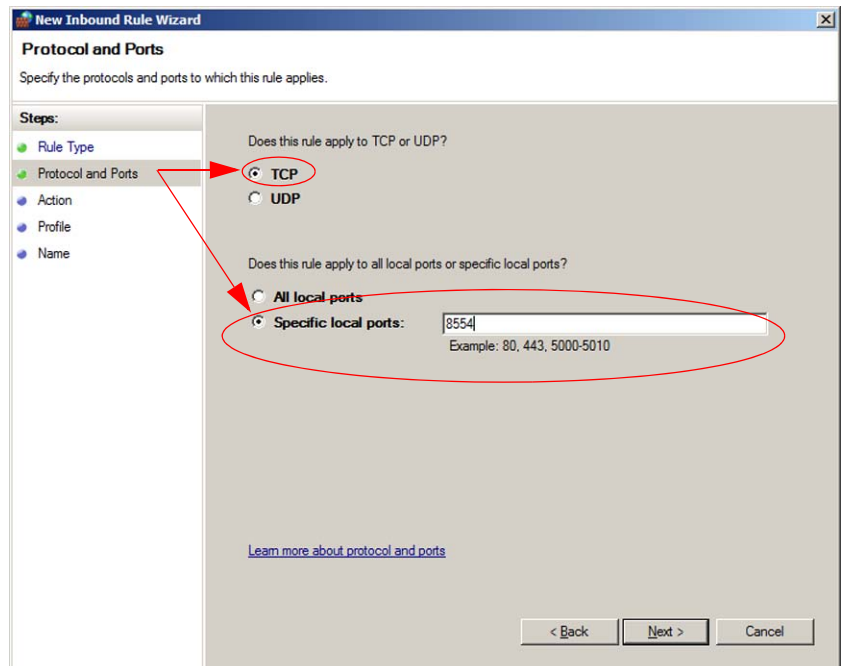 New Inbound Rule Wizard
Protocol and Ports
Specify the protocols and ports to which this rule applies.
Steps:
Rule Type
Protocol and Ports
Action
Profile
Name
Does this rule apply to TCP or UDP?
TCP
UDP
Does this rule apply to all local ports or specific local ports?
All local ports
Specific local ports: 8554
Example: 80, 443, 5000-5010
Learn more about protocol and ports
< Back Next > Cancel